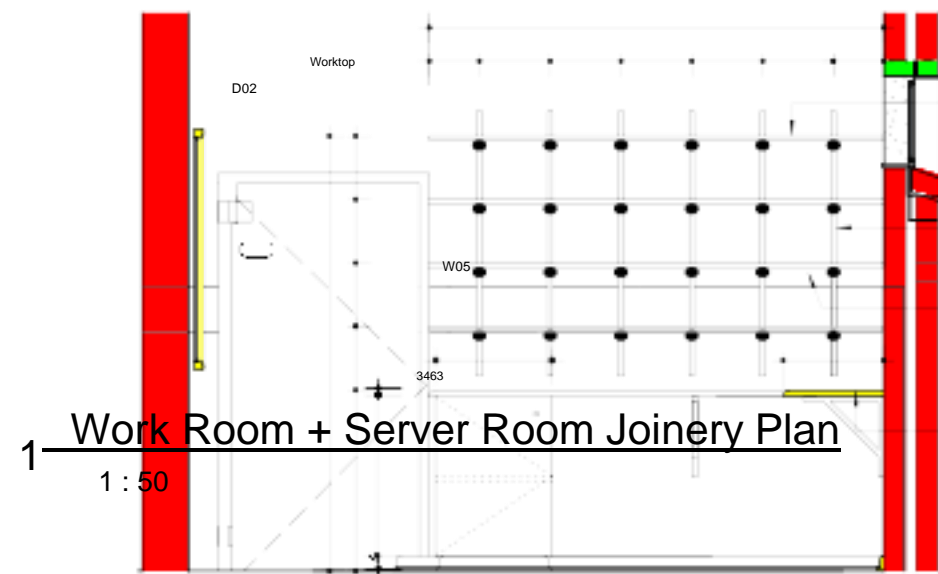 Worktop
D02
W05
3463
1 Work Room + Server Room Joinery Plan
1 : 50